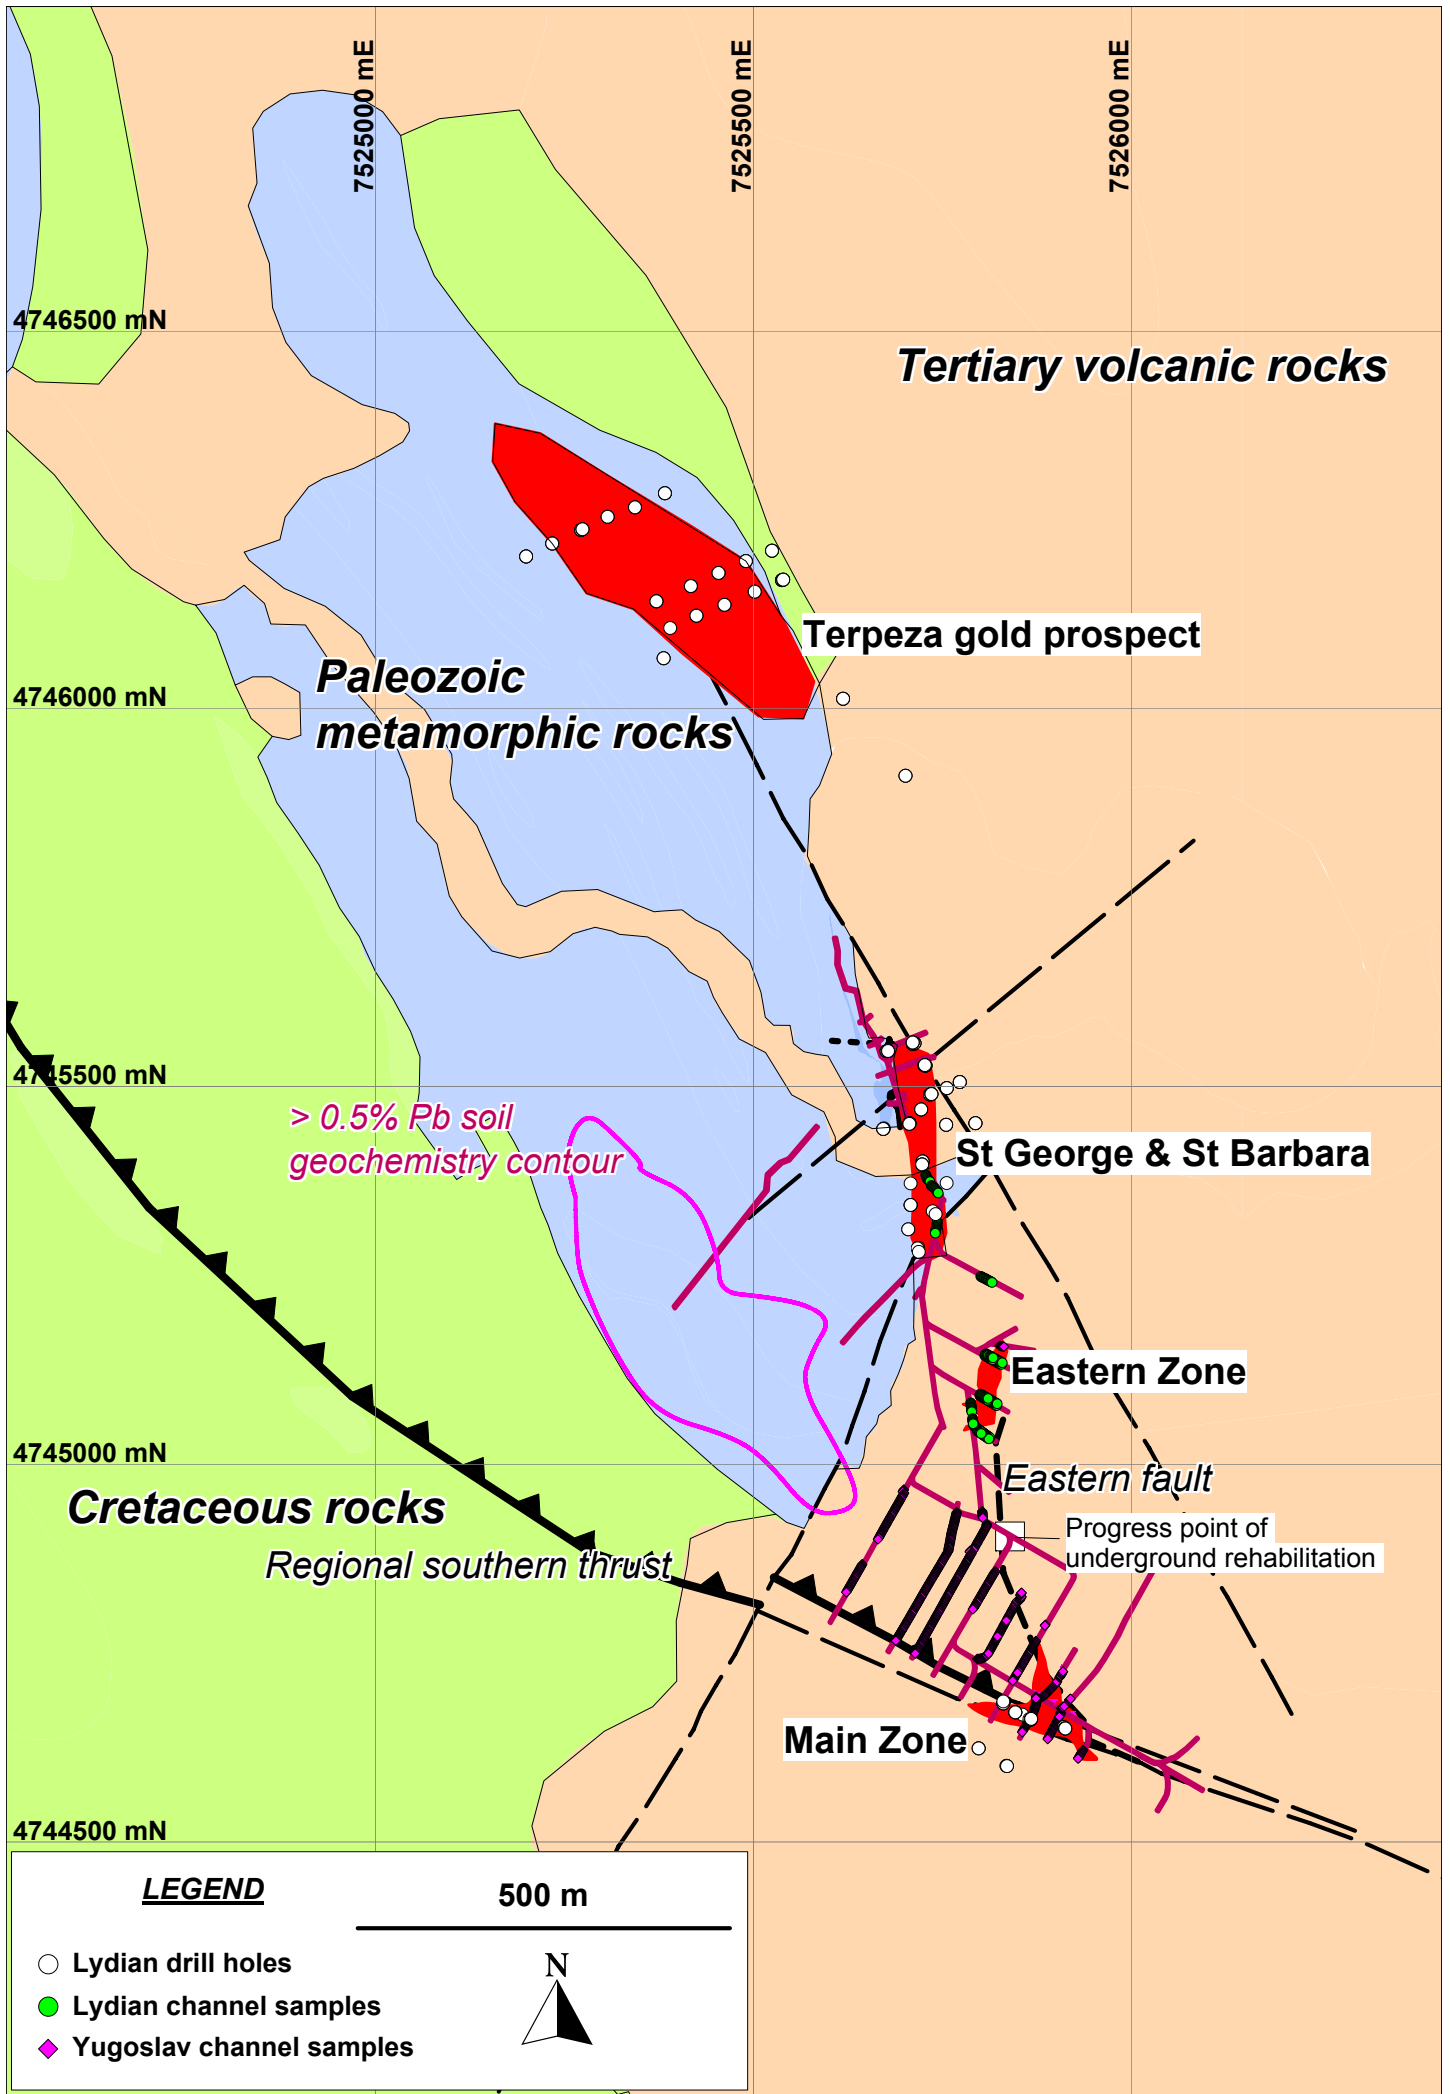 7525000 mE
7525500 mE
7526000 mE
4746500 mN
Tertiary volcanic rocks
Terpeza gold prospect
Paleozoic
metamorphic rocks
4746000 mN
4745500 mN
> 0.5% Pb soil
geochemistry contour
St George & St Barbara
Eastern Zone
4745000 mN
Eastern fault
Cretaceous rocks
Progress point of
underground rehabilitation
Regional southern thrust
Main Zone
4744500 mN
LEGEND
500 m
N
Lydian drill holes
Lydian channel samples
Yugoslav channel samples